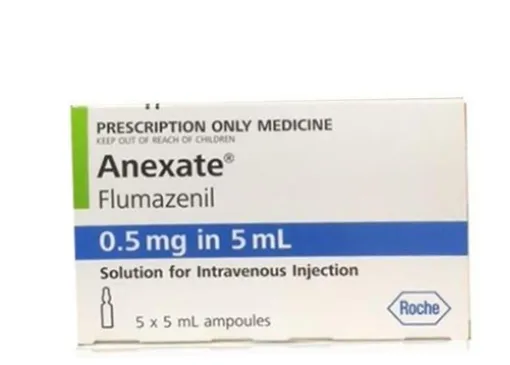 PRESCRIPTION ONLY MEDICINE
KEEP OUT OF REACH OF CHILDREN
Anexate®
Flumazenil
0.5 mg in 5 mL
Solution for Intravenous Injection
5 x 5 mL ampoules
Roche